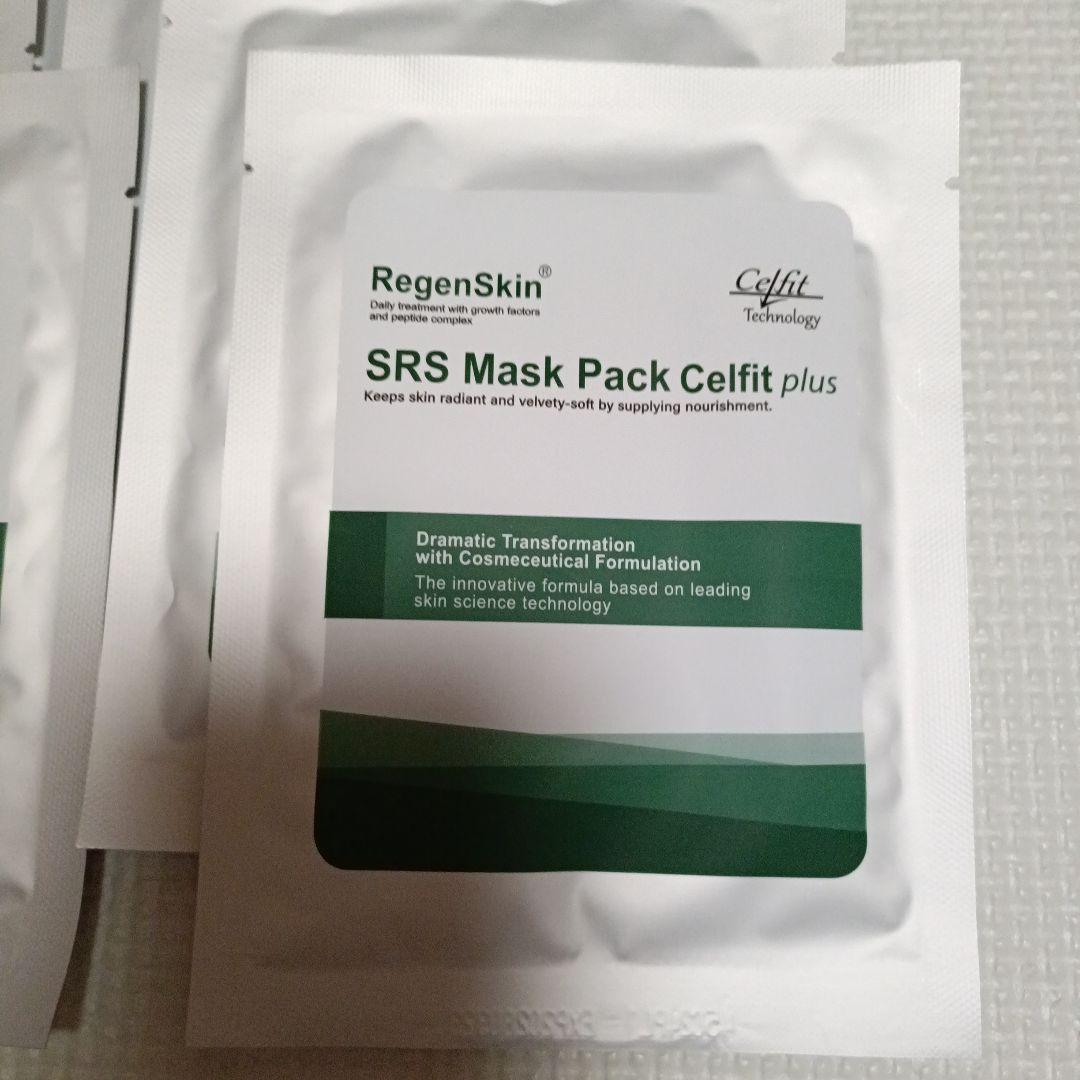 RegenSkin®
Daily treatment with growth factors
and peptide complex
Celfit
Technology
SRS Mask Pack Celfit plus
Keeps skin radiant and velvety-soft by supplying nourishment.
Dramatic Transformation
with Cosmeceutical Formulation
The innovative formula based on leading
skin science technology